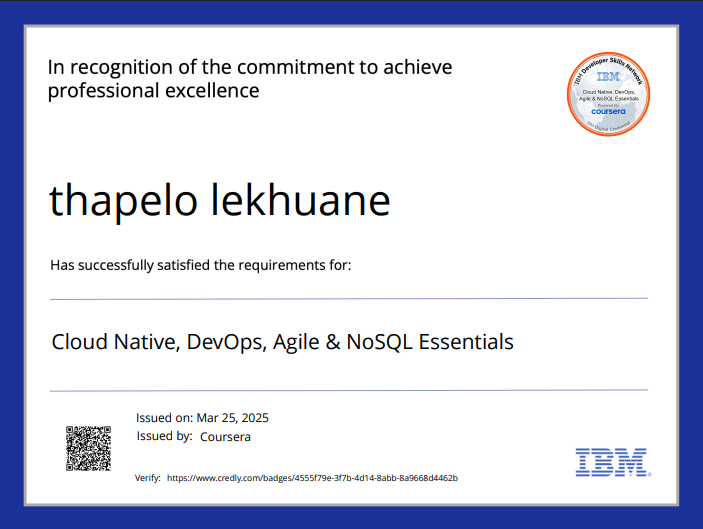 In recognition of the commitment to achieve
professional excellence
IBM Developer Skills Network
IBM
Cloud Native, DevOps,
Agile & NoSQL Essentials
Powered by
coursera
IBM Digital Credential
thapelo lekhuane
Has successfully satisfied the requirements for:
Cloud Native, DevOps, Agile & NoSQL Essentials
Issued on: Mar 25, 2025
Issued by: Coursera
Verify: https://www.credly.com/badges/4555f79e-3f7b-4d14-8abb-8a9668d4462b
IBM.